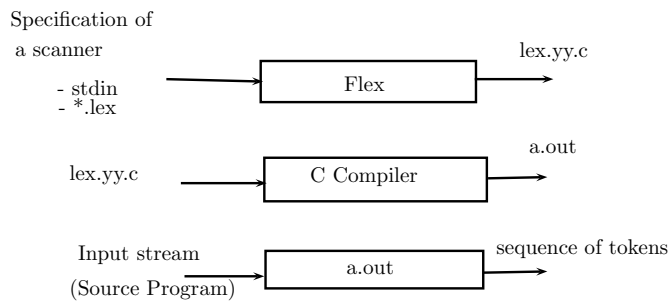 Specification of
a scanner
- stdin
- *.lex
Flex
lex.yy.c
lex.yy.c
C Compiler
a.out
Input stream
(Source Program)
a.out
sequence of tokens